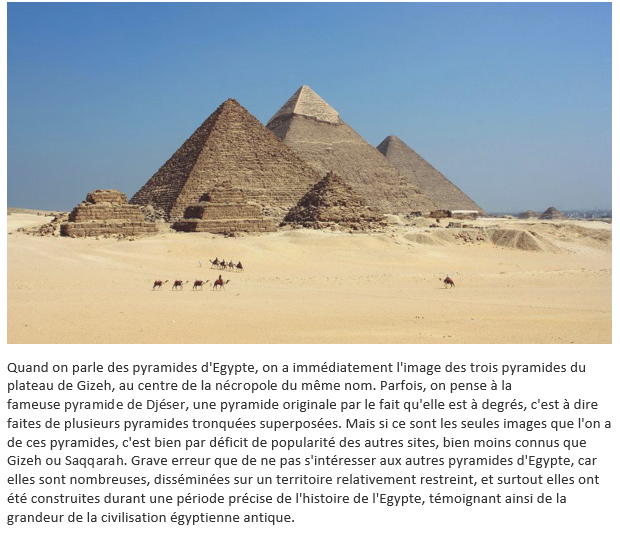 Quand on parle des pyramides d'Egypte, on a immédiatement l'image des trois pyramides du
plateau de Gizeh, au centre de la nécropole du même nom. Parfois, on pense à la
fameuse pyramide de Djéser, une pyramide originale par le fait qu'elle est à degrés, c'est à dire
faites de plusieurs pyramides tronquées superposées. Mais si ce sont les seules images que l'on a
de ces pyramides, c'est bien par déficit de popularité des autres sites, bien moins connus que
Gizeh ou Saqqarah. Grave erreur que de ne pas s'intéresser aux autres pyramides d'Egypte, car
elles sont nombreuses, disséminées sur un territoire relativement restreint, et surtout elles ont
été construites durant une période précise de l'histoire de l'Egypte, témoignant ainsi de la
grandeur de la civilisation égyptienne antique.